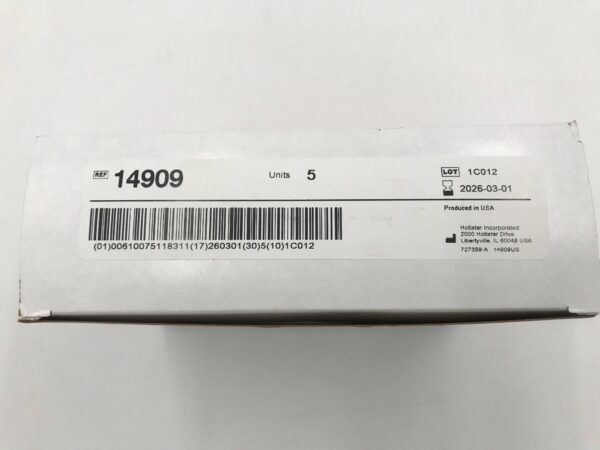 REF 14909
Units 5
LOT 1C012
2026-03-01
Produced in USA
(01)00610075118311(17)260301(30)5(10)1C012
Hollister Incorporated
2000 Hollister Drive
Libertyville, IL 60048 USA
727359-A 14909US